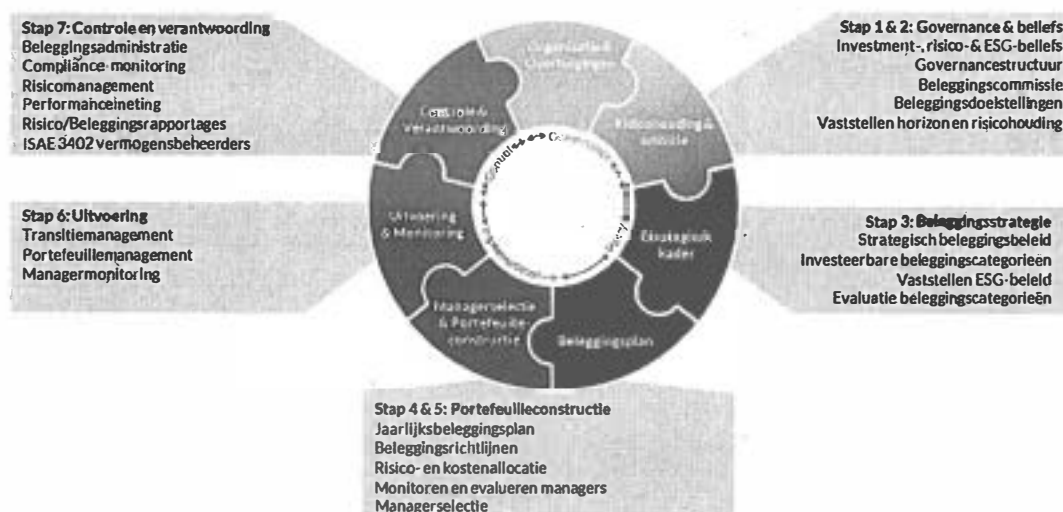 Stap 7: Controle en verantwoording
Beleggingsadministratie
Compliance-monitoring
Risicomanagement
Performancemeting
Risico/Beleggingsrapportages
ISAE 3402 vermogensbeheerders
Stap 1 & 2: Governance & beliefs
Investment-, risico- & ESG-beliefs
Governancestructuur
Beleggingscommissie
Beleggingsdoelstellingen
Vaststellen horizon en risicohouding
Organisatie &
Overtuigingen
Controle &
Verantwoording
Risicohouding &
Strategisch
kader
Uitvoering
& Monitoring
Managerselectie
& Portefeuille-
constructie
Beleggingsplan
Stap 6: Uitvoering
Transitiemanagement
Portefeuillemanagement
Managermonitoring
Stap 3: Beleggingsstrategie
Strategisch beleggingsbeleid
Investeerbare beleggingscategorieën
Vaststellen ESG-beleid
Evaluatie beleggingscategorieën
Stap 4 & 5: Portefeuilleconstructie
Jaarlijks beleggingsplan
Beleggingsrichtlijnen
Risico- en kostenallocatie
Monitoren en evalueren managers
Managerselectie